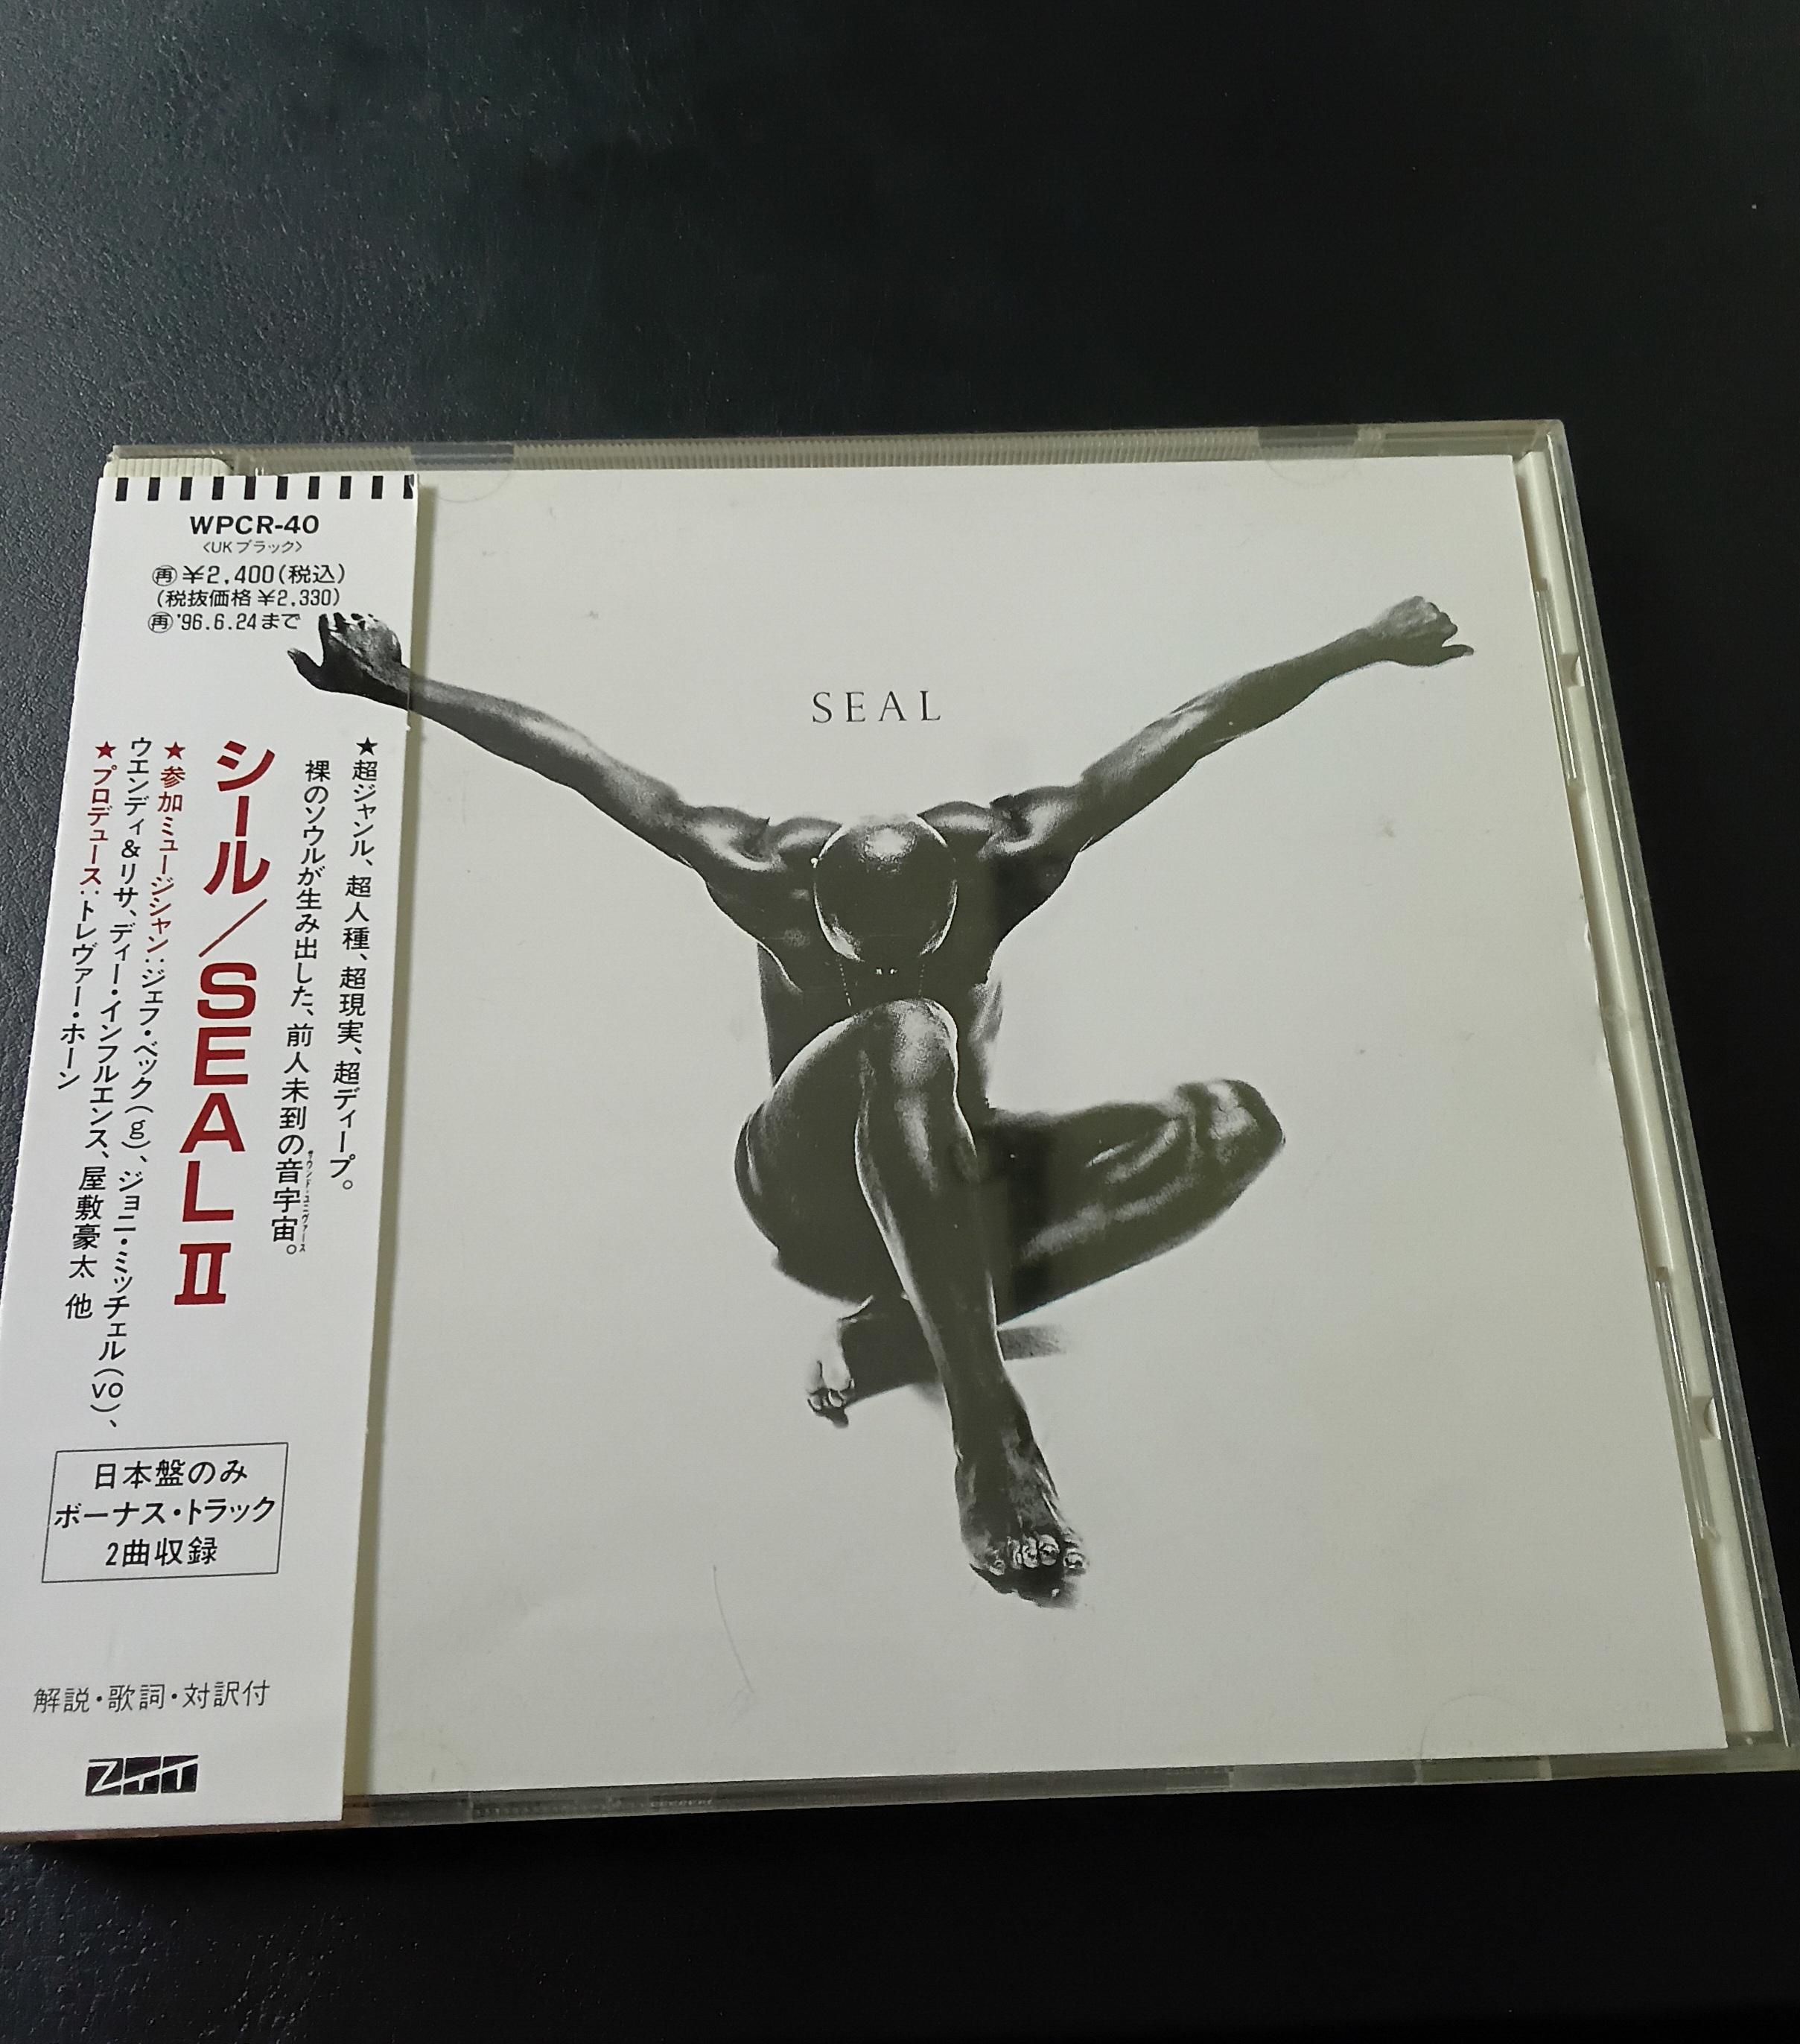 WPCR-40
〈UKブラック〉
再¥2,400(税込)
(税抜価格¥2,330)
再'96.6.24まで
SEAL
★超ジャンル、超人種、超現実、超ディープ。
裸のソウルが生み出した、前人未到の音宇宙。
サウンド・ユニヴァース
シール/SEAL II
★参加ミュージシャン:ジェフ・ベック(g)、ジョニ・ミッチェル(vo)、
ウエンディ&リサ、ディー・インフルエンス、屋敷豪太 他
★プロデュース:トレヴァー・ホーン
日本盤のみ
ボーナス・トラック
2曲収録
解説・歌詞・対訳付
ZTT